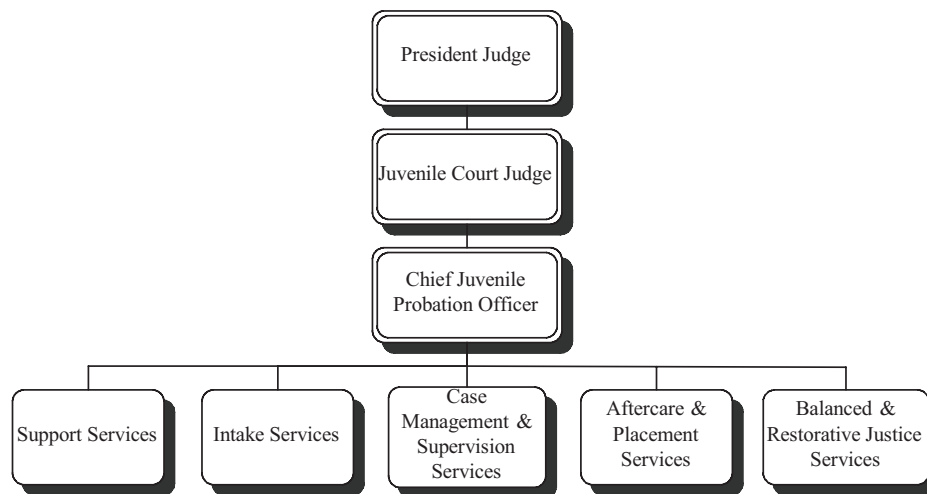 President Judge
Juvenile Court Judge
Chief Juvenile
Probation Officer
Support Services
Intake Services
Case
Management &
Supervision
Services
Aftercare &
Placement
Services
Balanced &
Restorative Justice
Services